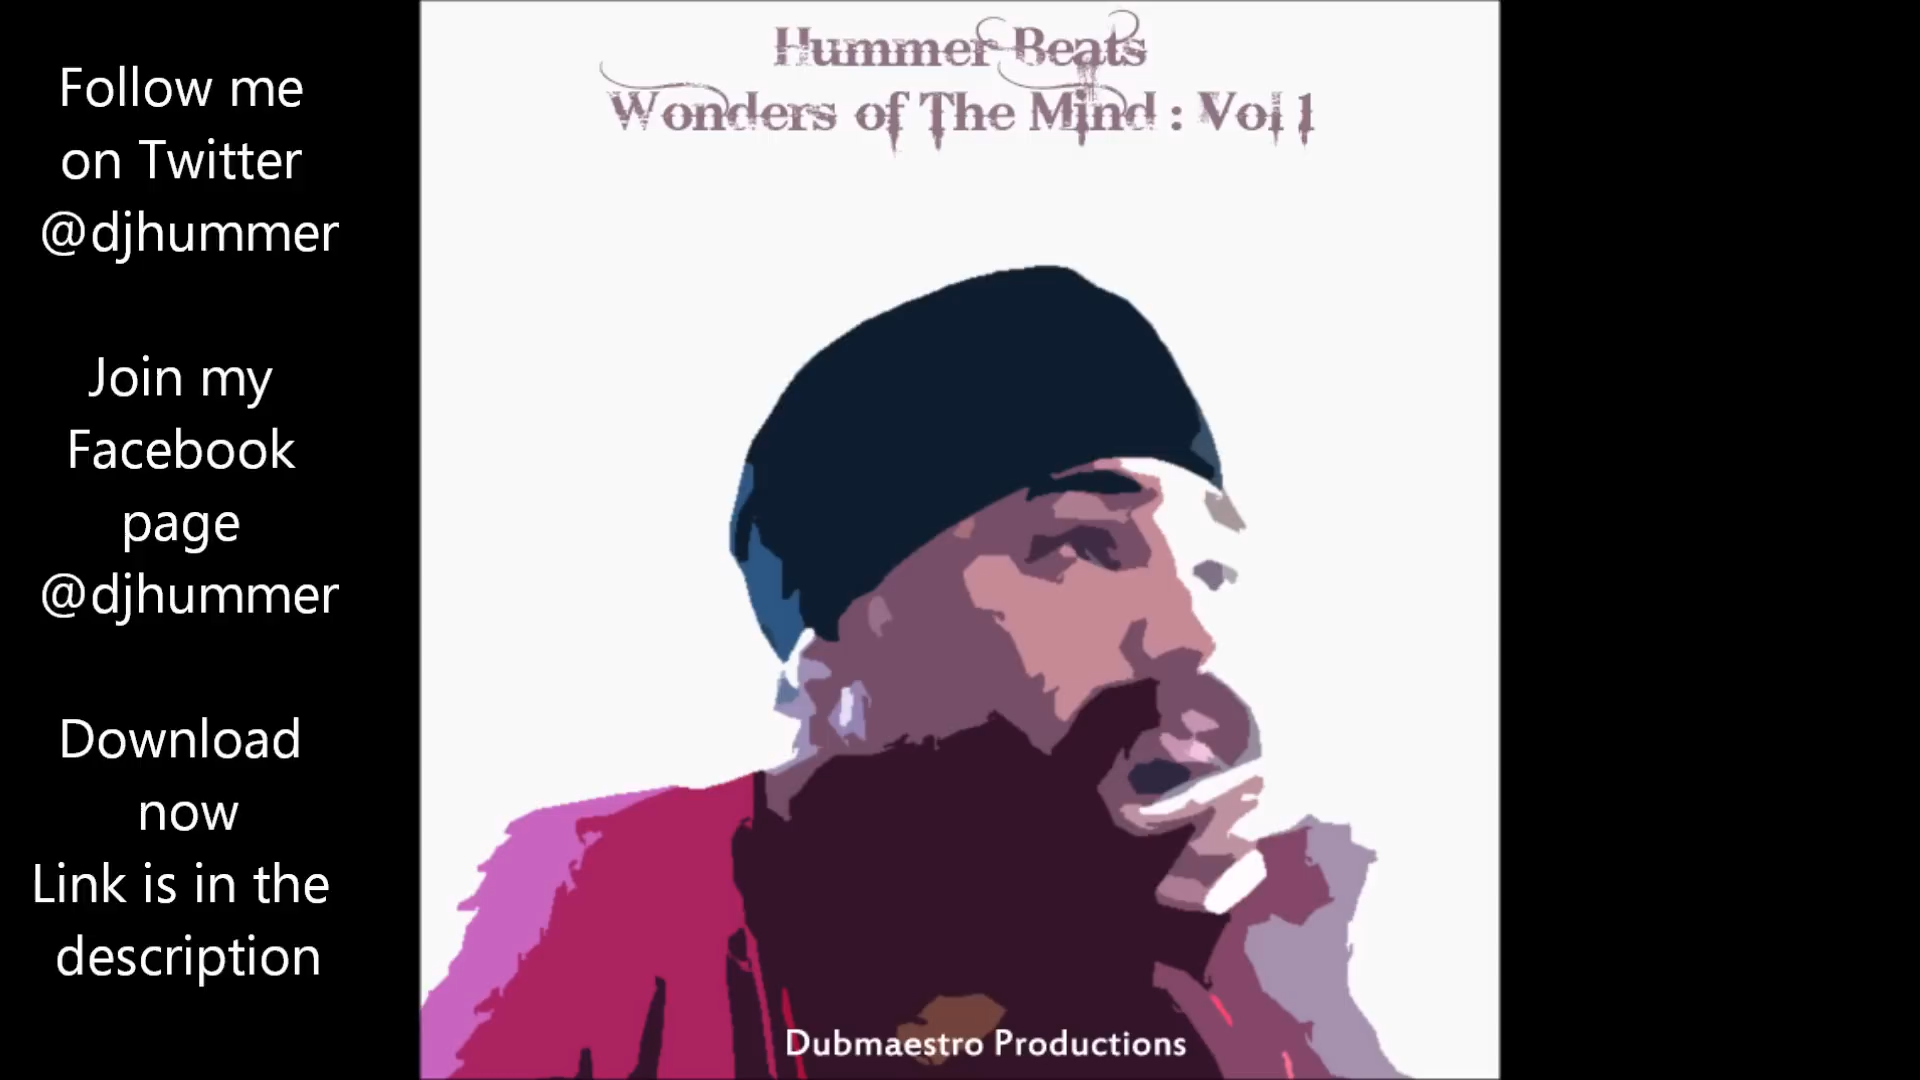 Follow me
on Twitter
@djhummer
Join my
Facebook
page
@djhummer
Download
now
Link is in the
description
Hummer Beats
Wonders of The Mind : Vol 1
Dubmaestro Productions